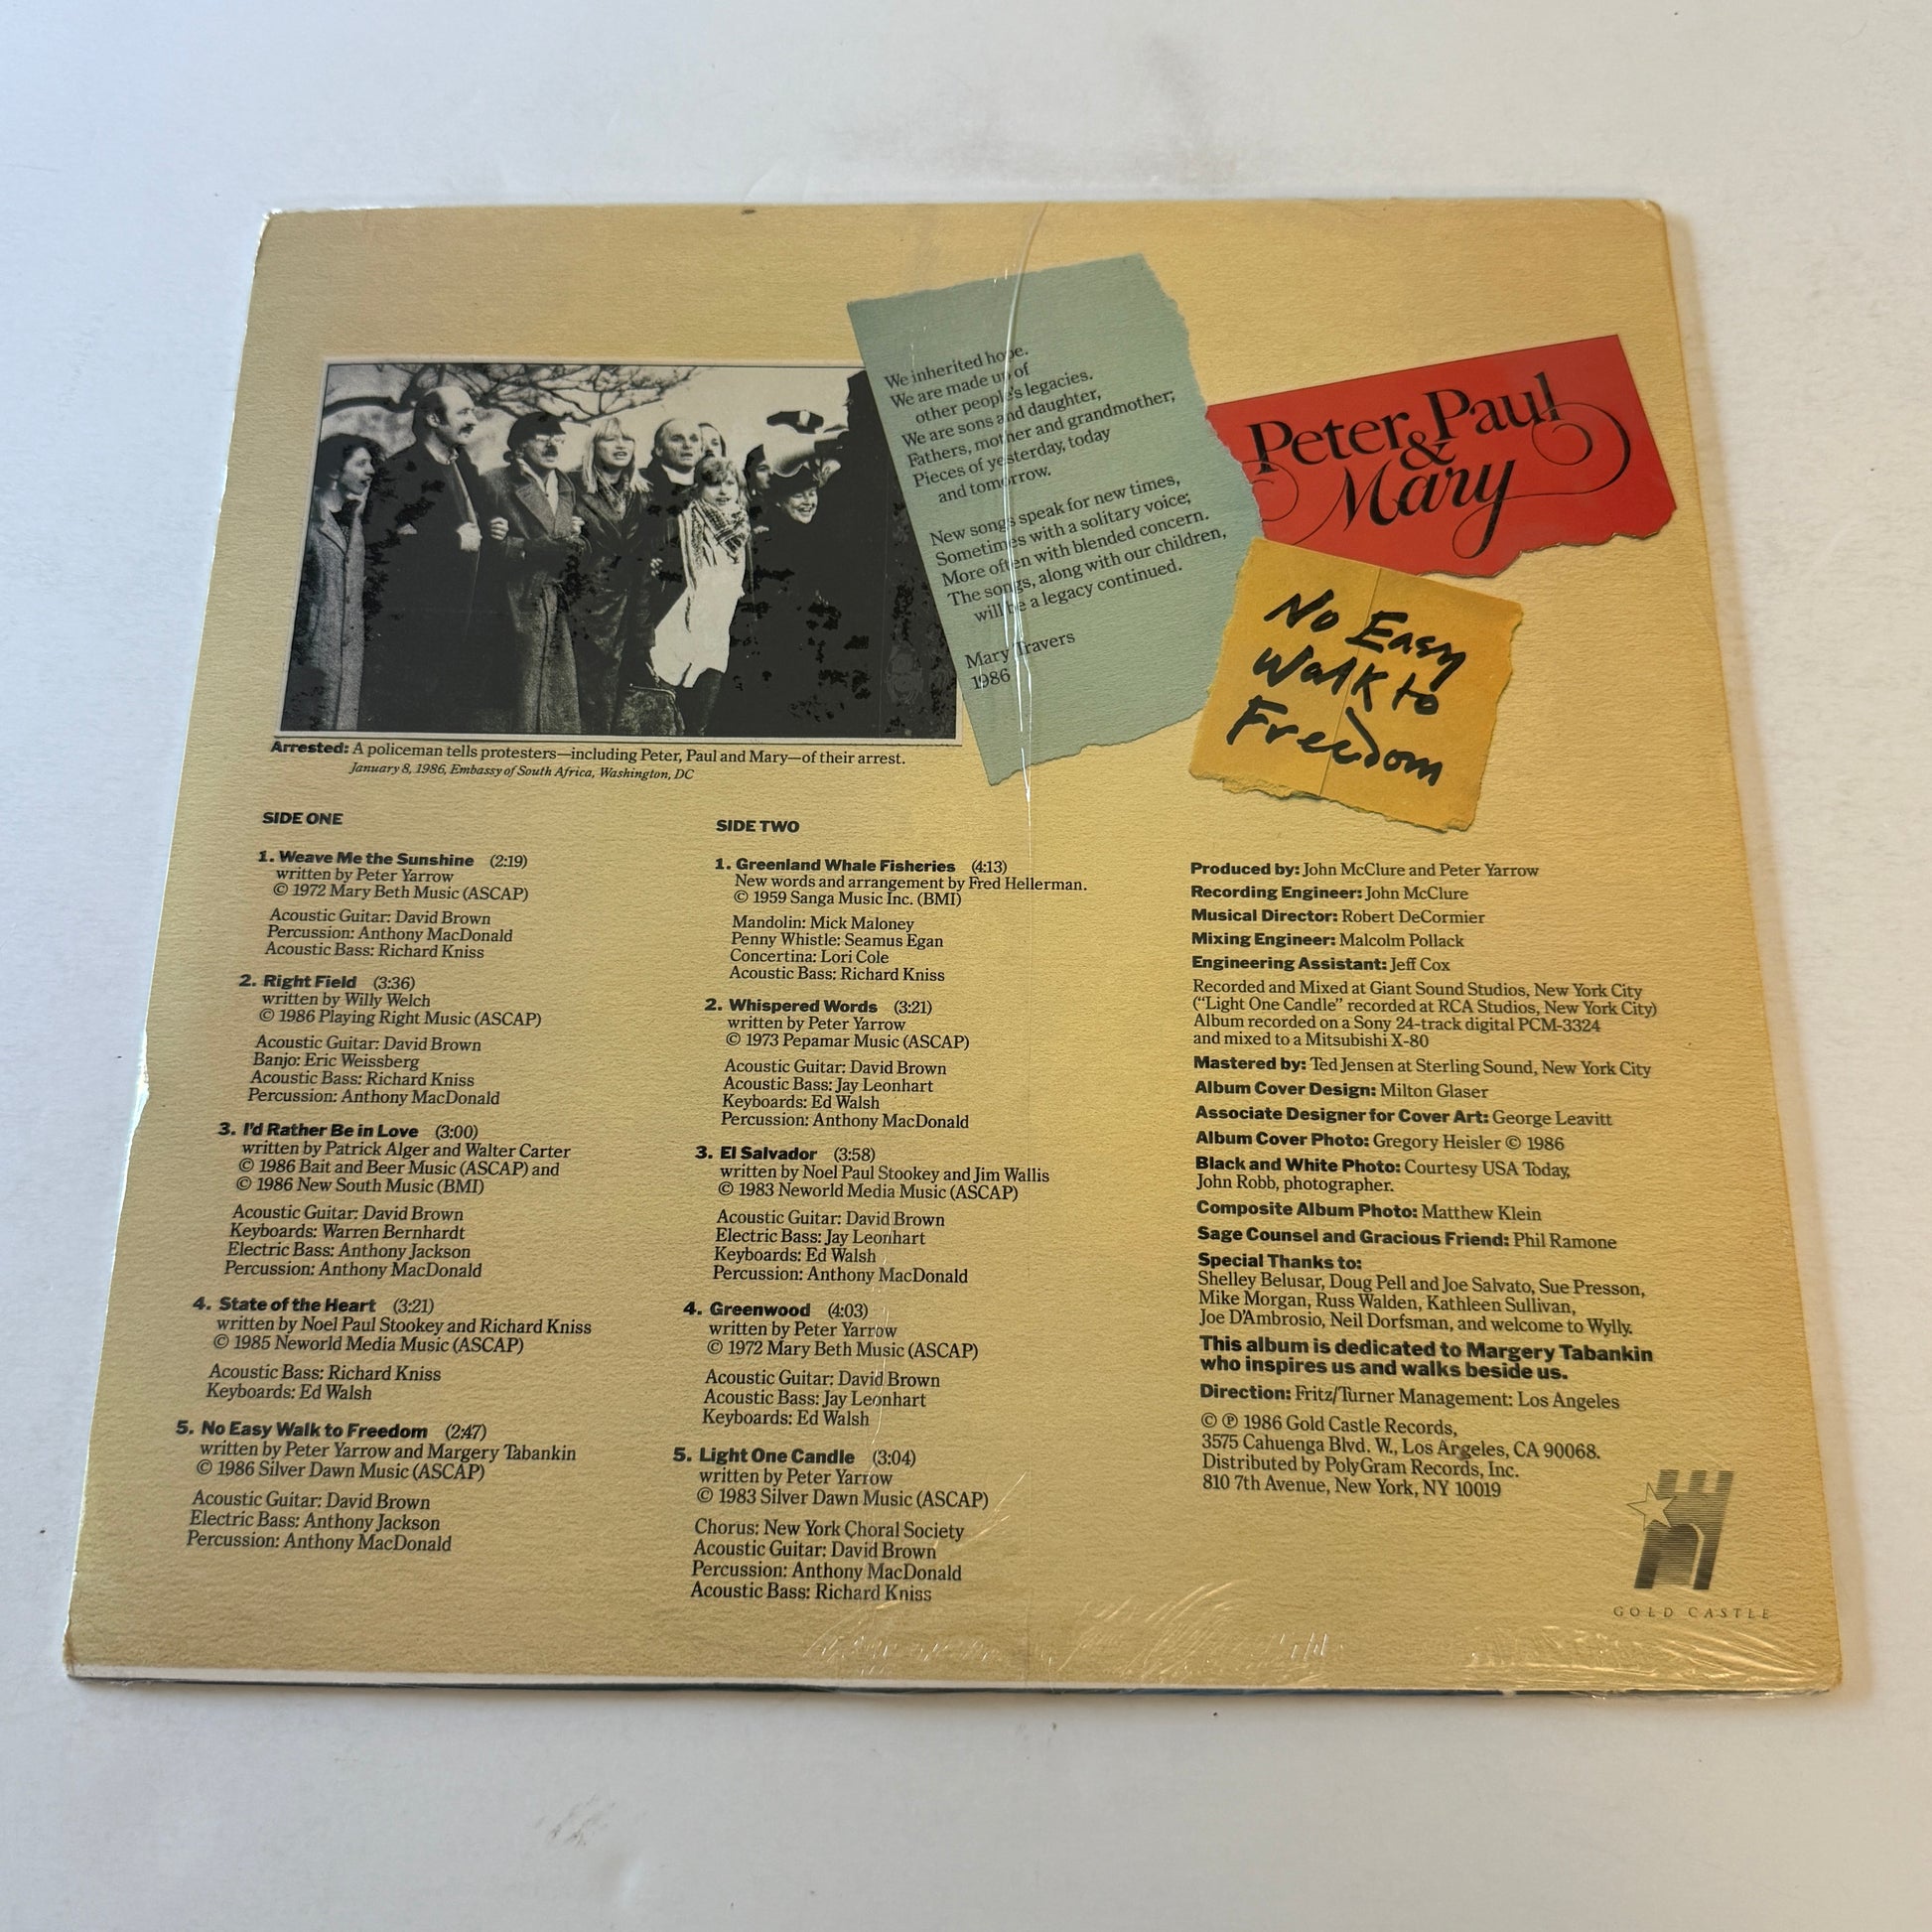 We inherited hope.
We are made up of
other people's legacies.
We are sons and daughter,
Fathers, mother and grandmother;
Pieces of yesterday, today
and tomorrow.
New songs speak for new times,
Sometimes with a solitary voice;
More often with blended concern.
The songs, along with our children,
will be a legacy continued.
Mary Travers
1986
Peter, Paul
&
Mary
No Easy
Walk to
Freedom
Arrested: A policeman tells protesters—including Peter, Paul and Mary—of their arrest.
January 8, 1986, Embassy of South Africa, Washington, DC
SIDE ONE
1. Weave Me the Sunshine (2:19)
written by Peter Yarrow
© 1972 Mary Beth Music (ASCAP)
Acoustic Guitar: David Brown
Percussion: Anthony MacDonald
Acoustic Bass: Richard Kniss
2. Right Field (3:36)
written by Willy Welch
© 1986 Playing Right Music (ASCAP)
Acoustic Guitar: David Brown
Banjo: Eric Weissberg
Acoustic Bass: Richard Kniss
Percussion: Anthony MacDonald
3. I'd Rather Be in Love (3:00)
written by Patrick Alger and Walter Carter
© 1986 Bait and Beer Music (ASCAP) and
© 1986 New South Music (BMI)
Acoustic Guitar: David Brown
Keyboards: Warren Bernhardt
Electric Bass: Anthony Jackson
Percussion: Anthony MacDonald
4. State of the Heart (3:21)
written by Noel Paul Stookey and Richard Kniss
© 1985 Neworld Media Music (ASCAP)
Acoustic Bass: Richard Kniss
Keyboards: Ed Walsh
5. No Easy Walk to Freedom (2:47)
written by Peter Yarrow and Margery Tabankin
© 1986 Silver Dawn Music (ASCAP)
Acoustic Guitar: David Brown
Electric Bass: Anthony Jackson
Percussion: Anthony MacDonald
SIDE TWO
1. Greenland Whale Fisheries (4:13)
New words and arrangement by Fred Hellerman.
© 1959 Sanga Music Inc. (BMI)
Mandolin: Mick Maloney
Penny Whistle: Seamus Egan
Concertina: Lori Cole
Acoustic Bass: Richard Kniss
2. Whispered Words (3:21)
written by Peter Yarrow
© 1973 Pepamar Music (ASCAP)
Acoustic Guitar: David Brown
Acoustic Bass: Jay Leonhart
Keyboards: Ed Walsh
Percussion: Anthony MacDonald
3. El Salvador (3:58)
written by Noel Paul Stookey and Jim Wallis
© 1983 Neworld Media Music (ASCAP)
Acoustic Guitar: David Brown
Electric Bass: Jay Leonhart
Keyboards: Ed Walsh
Percussion: Anthony MacDonald
4. Greenwood (4:03)
written by Peter Yarrow
© 1972 Mary Beth Music (ASCAP)
Acoustic Guitar: David Brown
Acoustic Bass: Jay Leonhart
Keyboards: Ed Walsh
5. Light One Candle (3:04)
written by Peter Yarrow
© 1983 Silver Dawn Music (ASCAP)
Chorus: New York Choral Society
Acoustic Guitar: David Brown
Percussion: Anthony MacDonald
Acoustic Bass: Richard Kniss
Produced by: John McClure and Peter Yarrow
Recording Engineer: John McClure
Musical Director: Robert DeCormier
Mixing Engineer: Malcolm Pollack
Engineering Assistant: Jeff Cox
Recorded and Mixed at Giant Sound Studios, New York City
("Light One Candle" recorded at RCA Studios, New York City)
Album recorded on a Sony 24-track digital PCM-3324
and mixed to a Mitsubishi X-80
Mastered by: Ted Jensen at Sterling Sound, New York City
Album Cover Design: Milton Glaser
Associate Designer for Cover Art: George Leavitt
Album Cover Photo: Gregory Heisler © 1986
Black and White Photo: Courtesy USA Today,
John Robb, photographer.
Composite Album Photo: Matthew Klein
Sage Counsel and Gracious Friend: Phil Ramone
Special Thanks to:
Shelley Belusar, Doug Pell and Joe Salvato, Sue Presson,
Mike Morgan, Russ Walden, Kathleen Sullivan,
Joe D'Ambrosio, Neil Dorfsman, and welcome to Wylly.
This album is dedicated to Margery Tabankin
who inspires us and walks beside us.
Direction: Fritz/Turner Management: Los Angeles
© ℗ 1986 Gold Castle Records,
3575 Cahuenga Blvd. W., Los Angeles, CA 90068.
Distributed by PolyGram Records, Inc.
810 7th Avenue, New York, NY 10019
GOLD CASTLE